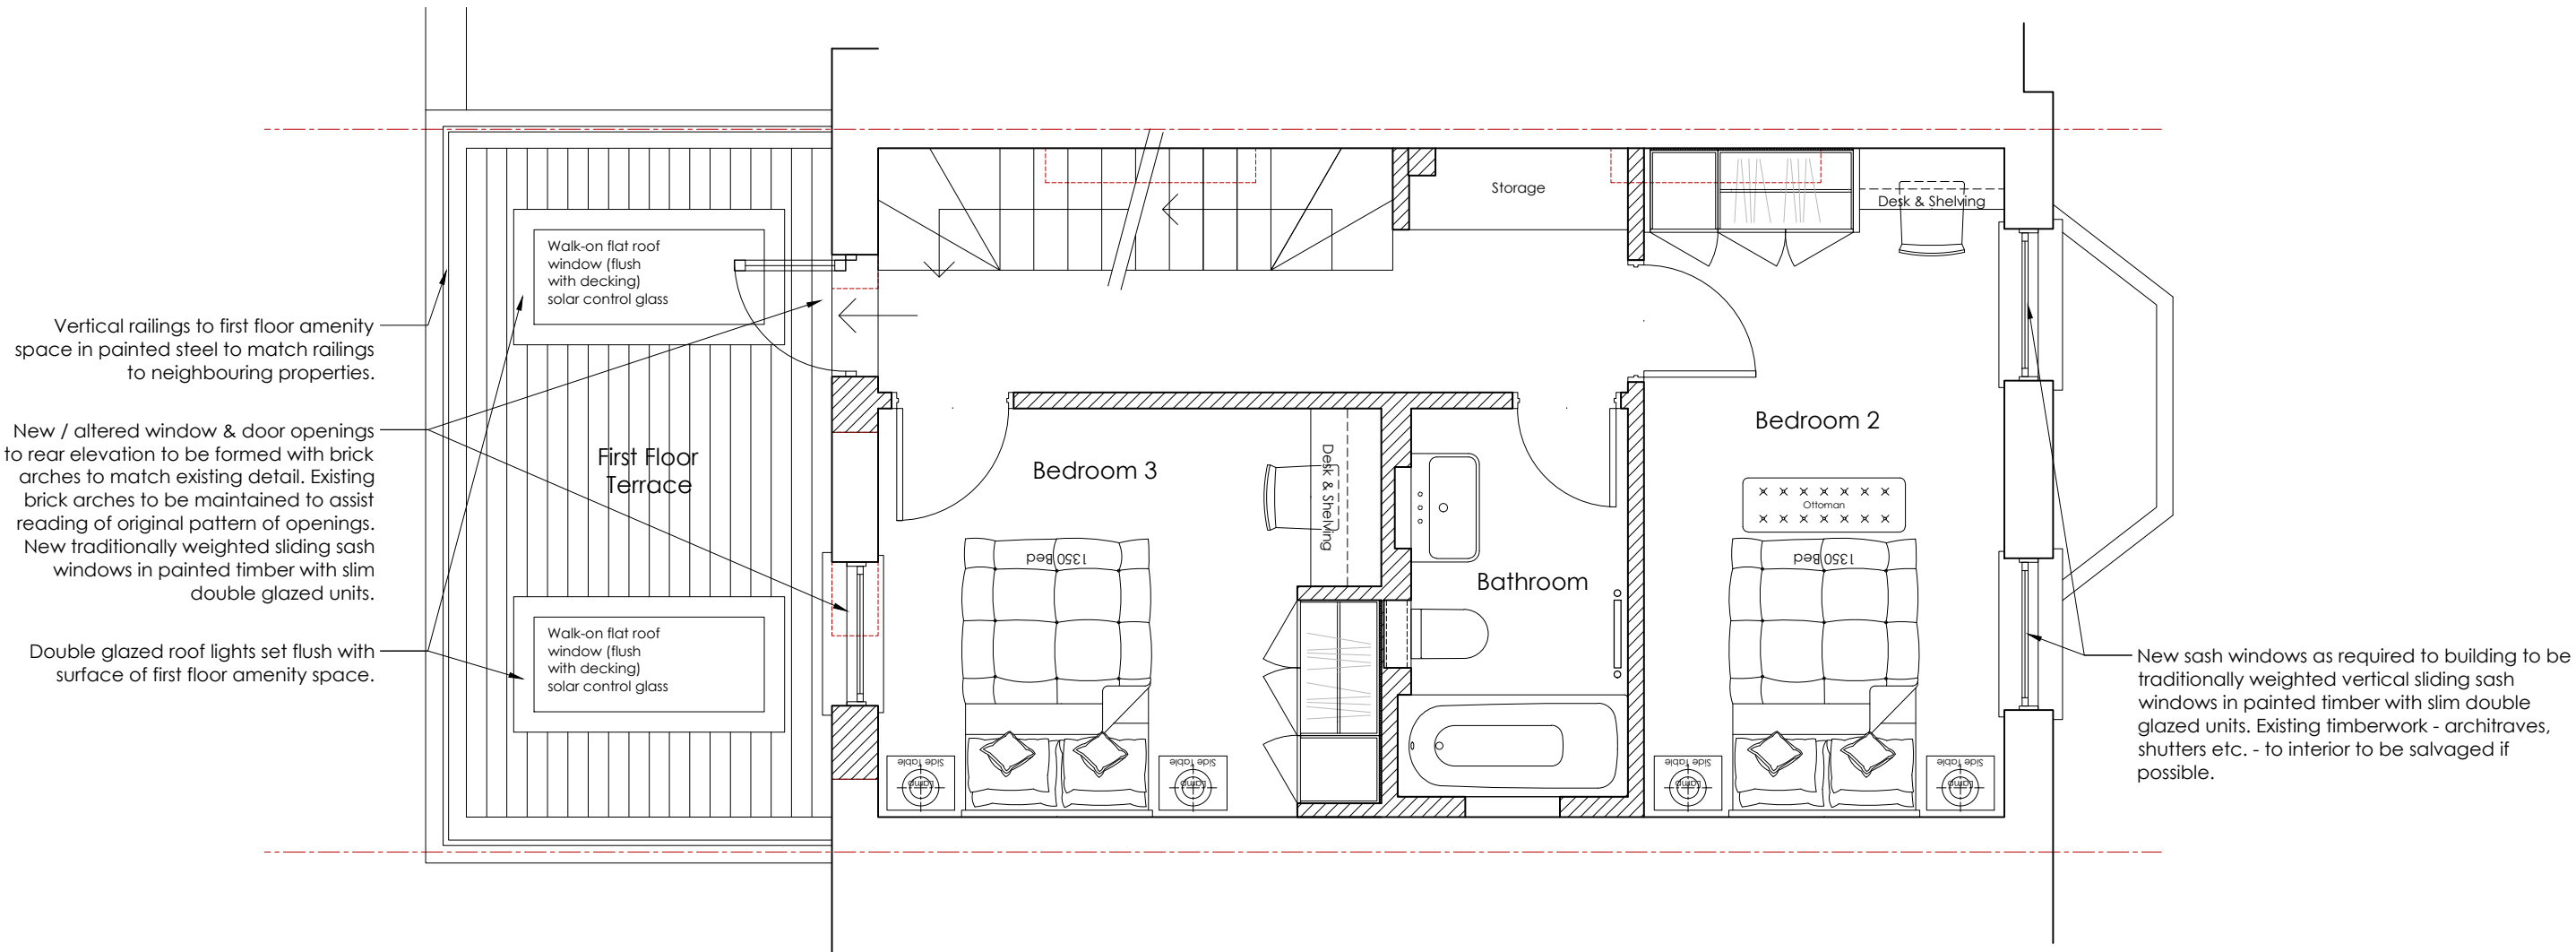 Vertical railings to first floor amenity
space in painted steel to match railings
to neighbouring properties.
New / altered window & door openings
to rear elevation to be formed with brick
arches to match existing detail. Existing
brick arches to be maintained to assist
reading of original pattern of openings.
New traditionally weighted sliding sash
windows in painted timber with slim
double glazed units.
Double glazed roof lights set flush with
surface of first floor amenity space.
Walk-on flat roof
window (flush
with decking)
solar control glass
First Floor
Terrace
Walk-on flat roof
window (flush
with decking)
solar control glass
Bedroom 3
Desk & Shelving
1350 Bed
Side Table
Lamp
Side Table
Lamp
Storage
Bathroom
Desk & Shelving
Bedroom 2
Ottoman
1350 Bed
Side Table
Lamp
Side Table
Lamp
New sash windows as required to building to be
traditionally weighted vertical sliding sash
windows in painted timber with slim double
glazed units. Existing timberwork - architraves,
shutters etc. - to interior to be salvaged if
possible.